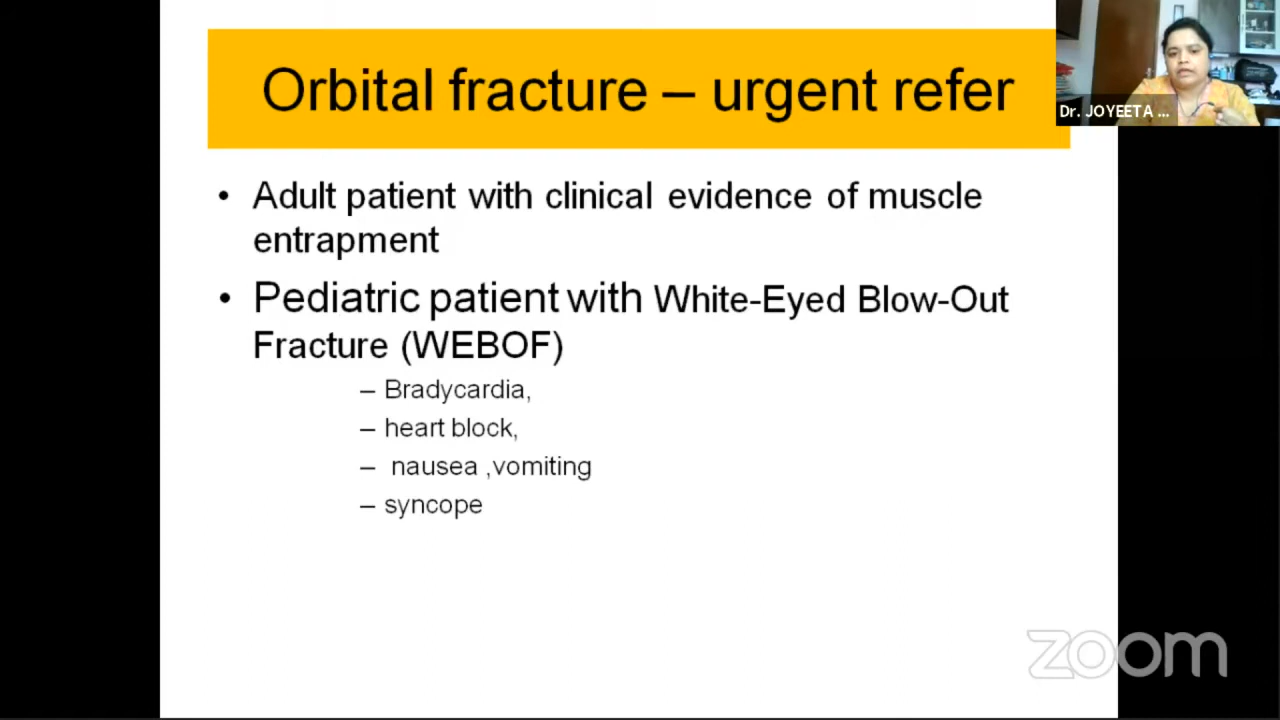 Orbital fracture – urgent refer
Dr. JOYEETA ...
• Adult patient with clinical evidence of muscle
entrapment
• Pediatric patient with White-Eyed Blow-Out
Fracture (WEBOF)
– Bradycardia,
– heart block,
– nausea ,vomiting
– syncope
zoom